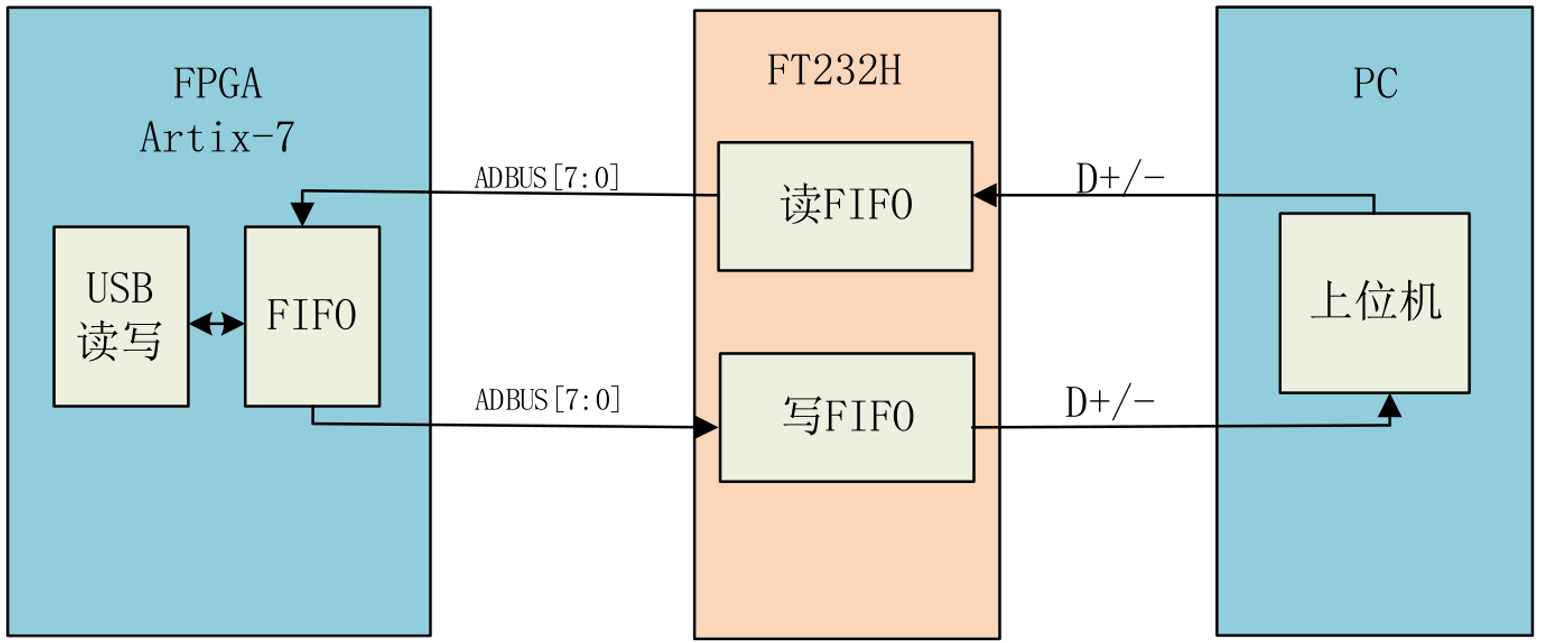 FPGA
Artix-7
USB
读写
FIFO
ADBUS[7:0]
ADBUS[7:0]
FT232H
读FIFO
写FIFO
D+/-
D+/-
PC
上位机